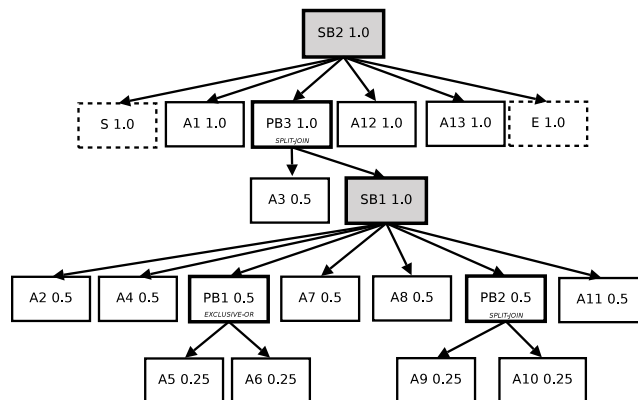 SB2 1.0
S 1.0
A1 1.0
PB3 1.0
SPLIT-JOIN
A12 1.0
A13 1.0
E 1.0
A3 0.5
SB1 1.0
A2 0.5
A4 0.5
PB1 0.5
EXCLUSIVE-OR
A7 0.5
A8 0.5
PB2 0.5
SPLIT-JOIN
A11 0.5
A5 0.25
A6 0.25
A9 0.25
A10 0.25